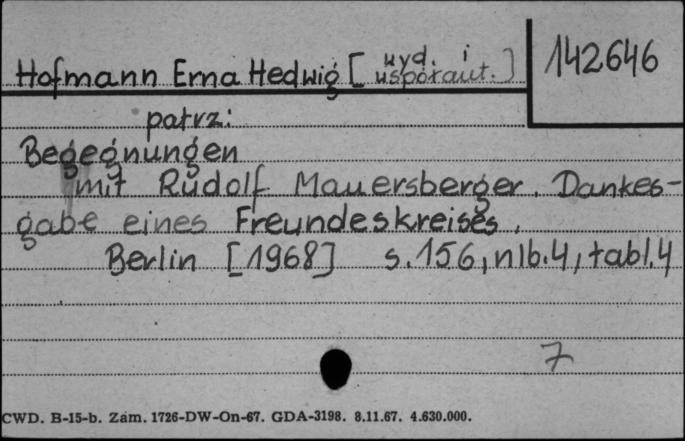 142646
Hofmann Erna Hedwig [wyd. i współaut.]
patrz:
Begegnungen
mit Rudolf Mauersberger. Dankes-
gabe eines Freundeskreises,
Berlin [1968] s.156, nlb.4, tabl.4
7
CWD. B-15-b. Zam. 1726-DW-On-67. GDA-3198. 8.11.67. 4.630.000.